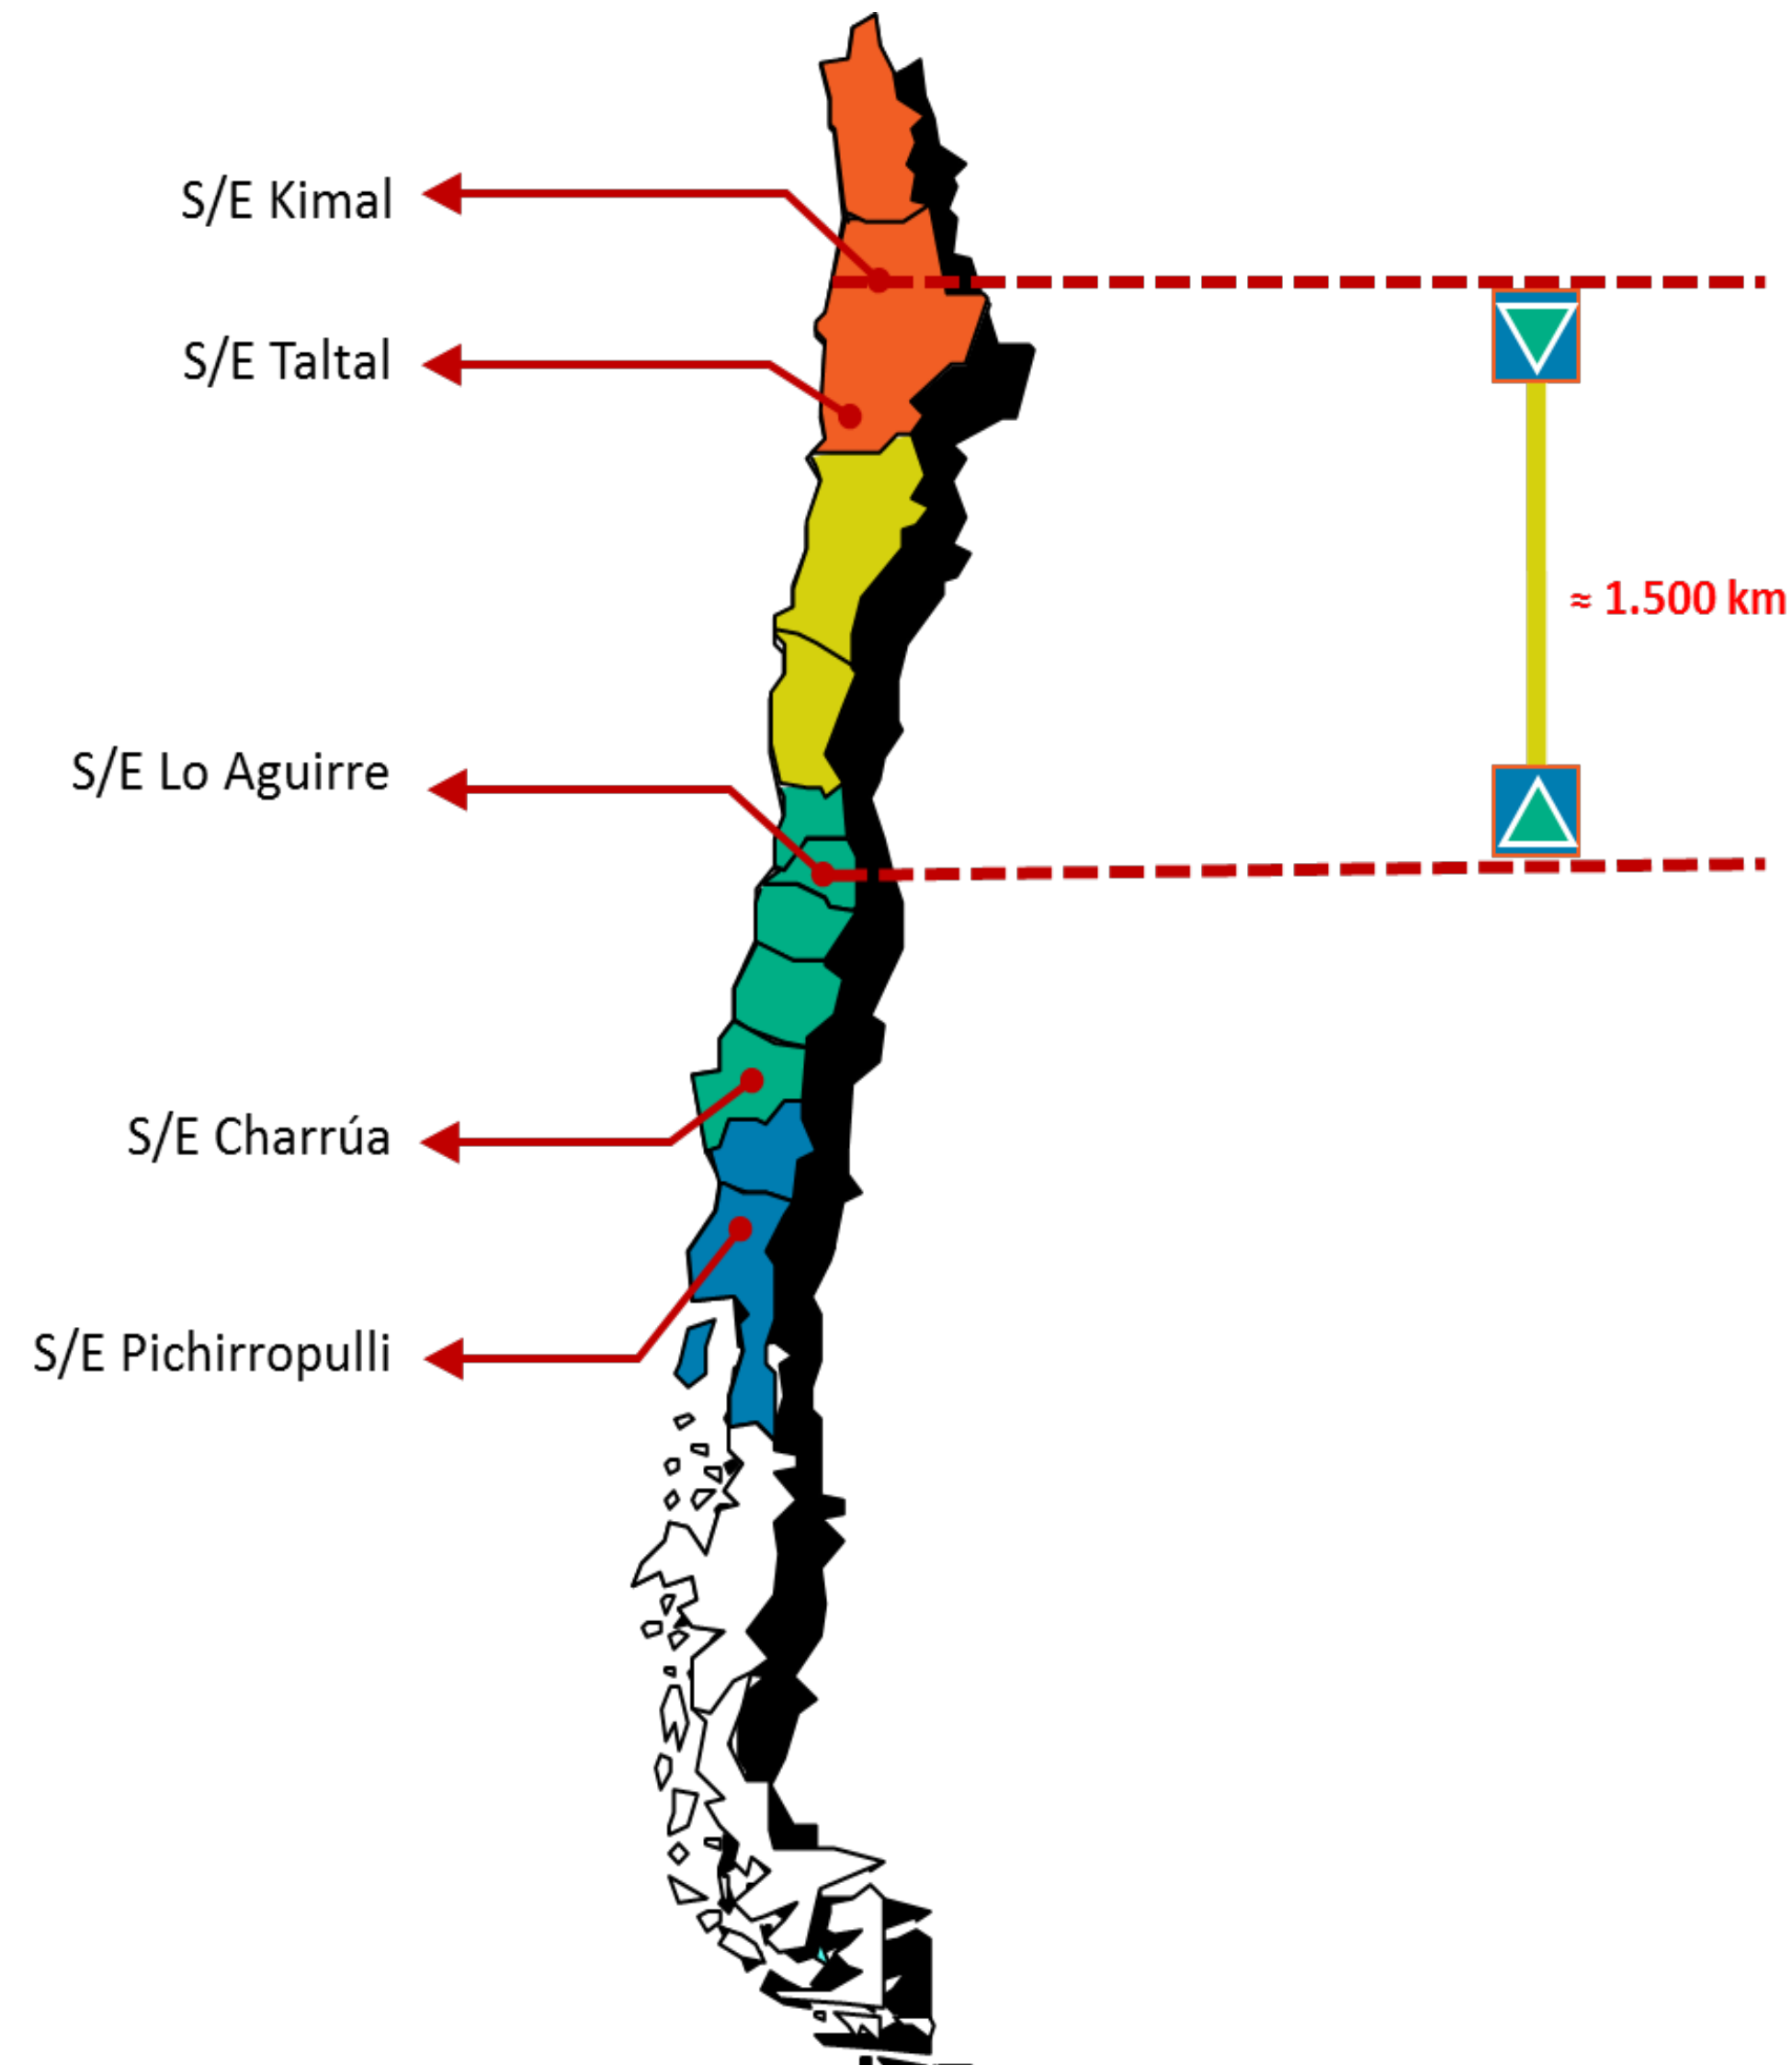 S/E Kimal
S/E Taltal
≈ 1.500 km
S/E Lo Aguirre
S/E Charrúa
S/E Pichirropulli